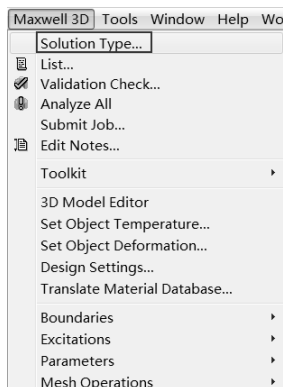 Maxwell 3D Tools Window Help Wo
Solution Type...
List...
Validation Check...
Analyze All
Submit Job...
Edit Notes...
Toolkit
3D Model Editor
Set Object Temperature...
Set Object Deformation...
Design Settings...
Translate Material Database...
Boundaries
Excitations
Parameters
Mesh Operations